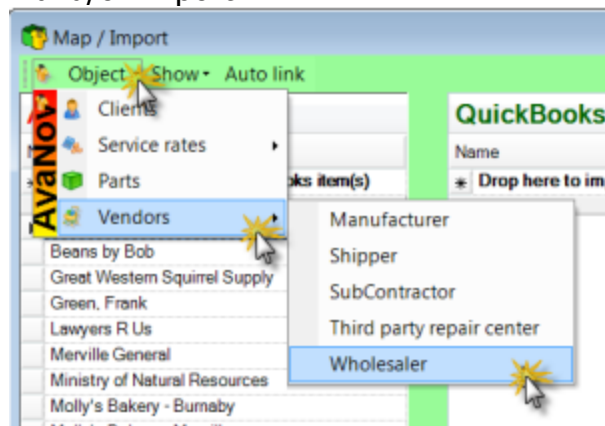 Map / Import
Object Show Auto link
Clients
QuickBooks
Service rates
Name
Parts
oks item(s)
Drop here to im
AvaNov
Vendors
Manufacturer
Beans by Bob
Shipper
Great Western Squirrel Supply
SubContractor
Green, Frank
Lawyers R Us
Third party repair center
Merville General
Wholesaler
Ministry of Natural Resources
Molly's Bakery - Burnaby